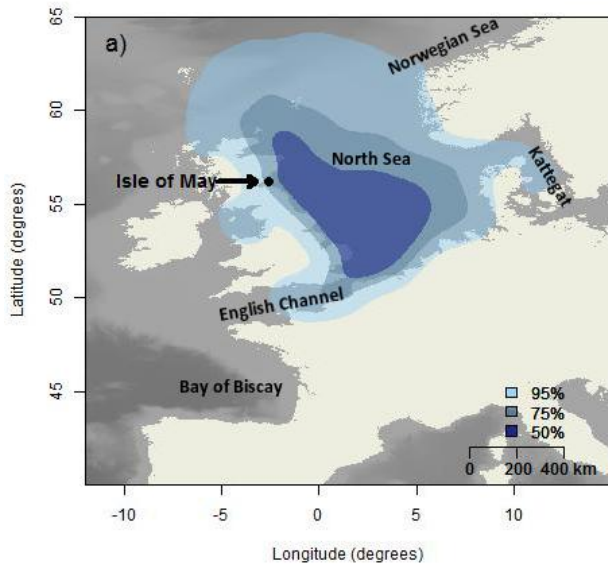 a)
Norwegian Sea
North Sea
Kattegat
Isle of May
English Channel
Bay of Biscay
95%
75%
50%
0 200 400 km
65
60
55
50
45
Latitude (degrees)
-10 -5 0 5 10
Longitude (degrees)